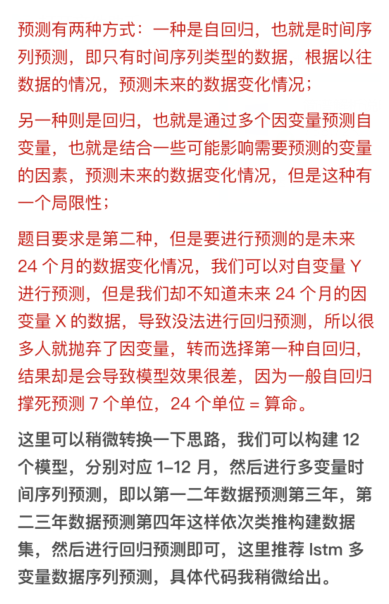 预测有两种方式：一种是自回归，也就是时间序
列预测，即只有时间序列类型的数据，根据以往
数据的情况，预测未来的数据变化情况；
另一种则是回归，也就是通过多个因变量预测自
变量，也就是结合一些可能影响需要预测的变量
的因素，预测未来的数据变化情况，但是这种有
一个局限性；
题目要求是第二种，但是要进行预测的是未来
24 个月的数据变化情况，我们可以对自变量 Y
进行预测，但是我们却不知道未来 24 个月的因
变量 X 的数据，导致没法进行回归预测，所以很
多人就抛弃了因变量，转而选择第一种自回归，
结果却是会导致模型效果很差，因为一般自回归
撑死预测 7 个单位，24 个单位 = 算命。
这里可以稍微转换一下思路，我们可以构建 12
个模型，分别对应 1-12 月，然后进行多变量时
间序列预测，即以第一二年数据预测第三年，第
二三年数据预测第四年这样依次类推构建数据
集，然后进行回归预测即可，这里推荐 lstm 多
变量数据序列预测，具体代码我稍微给出。